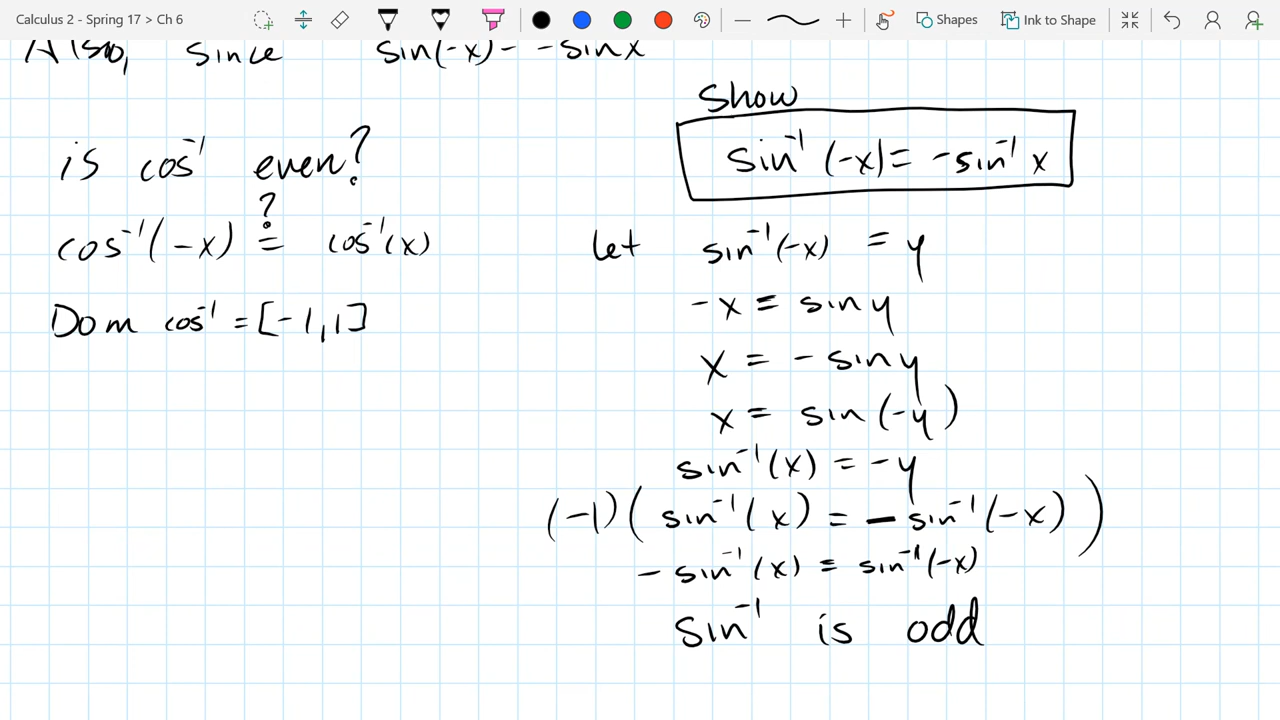 Calculus 2 - Spring 17 > Ch 6
Shapes
Ink to Shape
Also, since sin(-x) = -sinx
is cos⁻¹ even?
?
cos⁻¹(-x) = cos⁻¹(x)
Dom cos⁻¹ = [-1,1]
Show
sin⁻¹(-x) = -sin⁻¹ x
let sin⁻¹(-x) = y
-x = sin y
x = - sin y
x = sin(-y)
sin⁻¹(x) = -y
(-1)( sin⁻¹(x) = - sin⁻¹(-x) )
- sin⁻¹(x) = sin⁻¹(-x)
sin⁻¹ is odd